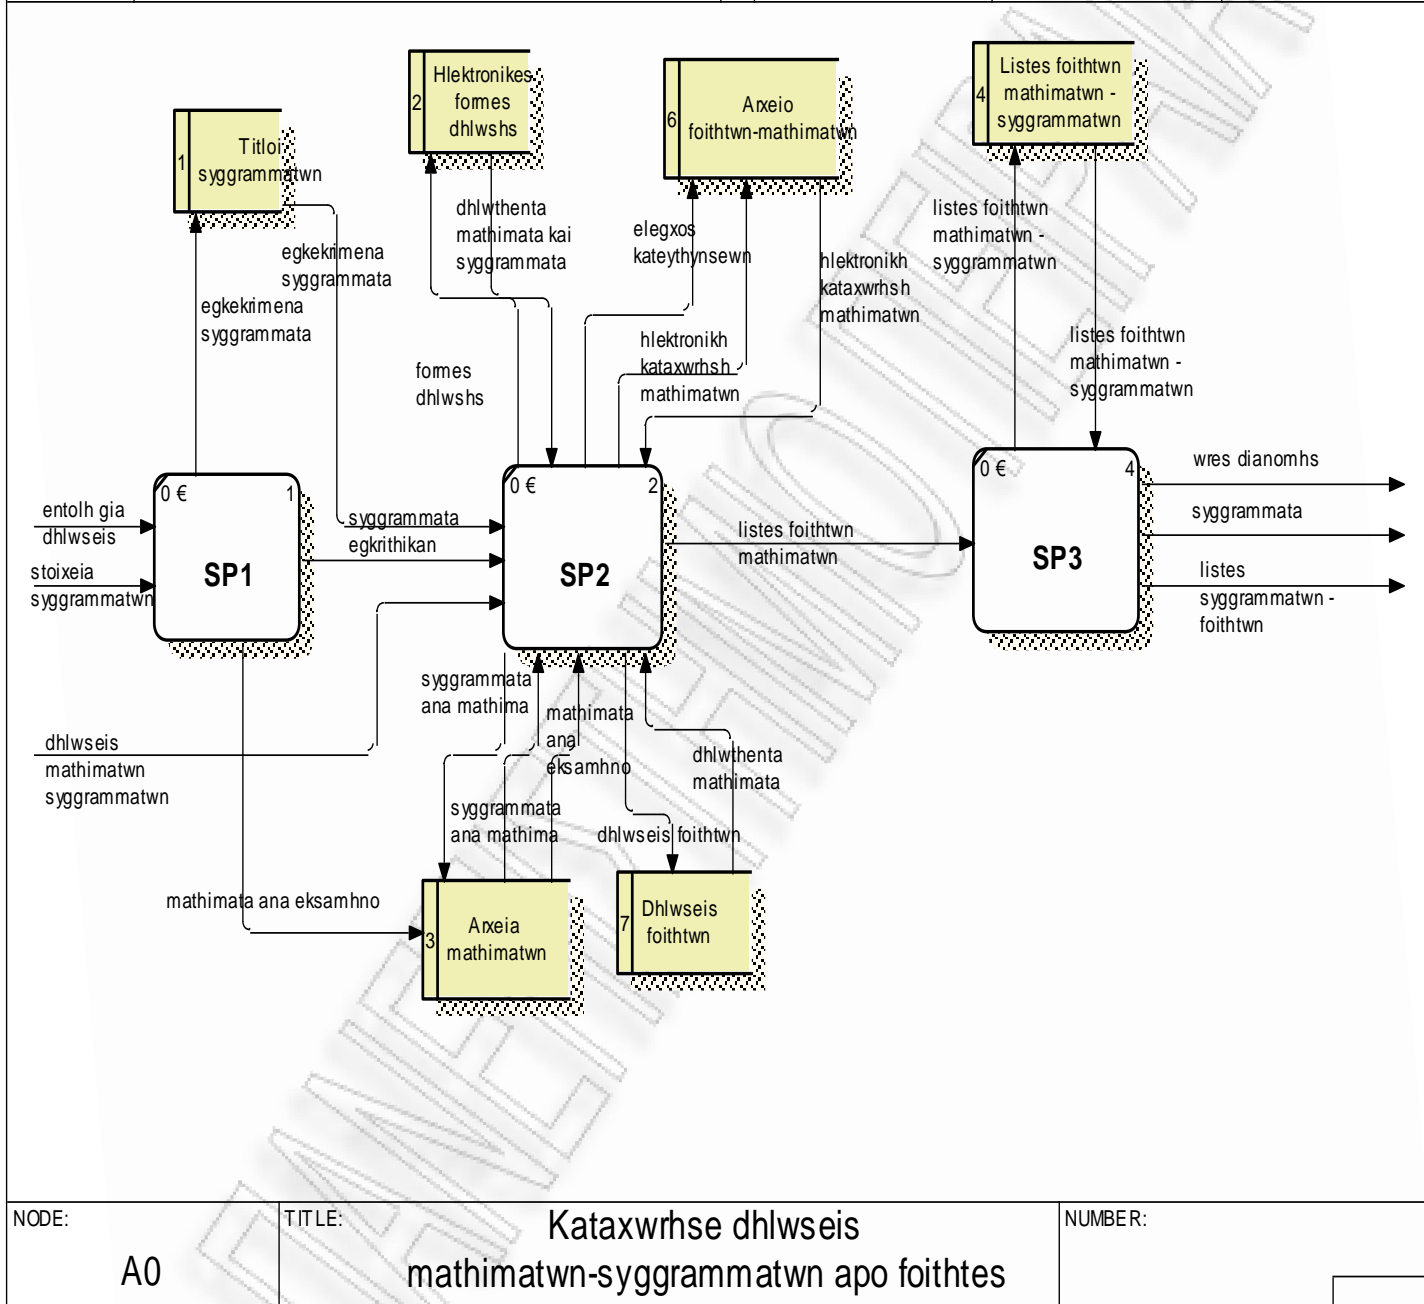 2
Hlektronikes
formes
dhlwshs
6
Arxeio
foithtwn-mathimatwn
4
Listes foithtwn
mathimatwn -
syggrammatwn
1
Titloi
syggrammatwn
egkekrimena
syggrammata
egkekrimena
syggrammata
dhlwthenta
mathimata kai
syggrammata
formes
dhlwshs
elegxos
kateythynsewn
hlektronikh
kataxwrhsh
mathimatwn
hlektronikh
kataxwrhsh
mathimatwn
listes foithtwn
mathimatwn -
syggrammatwn
listes foithtwn
mathimatwn -
syggrammatwn
entolh gia
dhlwseis
stoixeia
syggrammatwn
0 €
1
SP1
syggrammata
egkrithikan
0 €
2
SP2
listes foithtwn
mathimatwn
0 €
4
SP3
wres dianomhs
syggrammata
listes
syggrammatwn -
foithtwn
dhlwseis
mathimatwn
syggrammatwn
syggrammata
ana mathima
mathimata
ana
eksamhno
dhlwthenta
mathimata
syggrammata
ana mathima
dhlwseis foithtwn
mathimata ana eksamhno
3
Arxeia
mathimatwn
7
Dhlwseis
foithtwn
NODE:
A0
TITLE:
Kataxwrhse dhlwseis
mathimatwn-syggrammatwn apo foithtes
NUMBER: